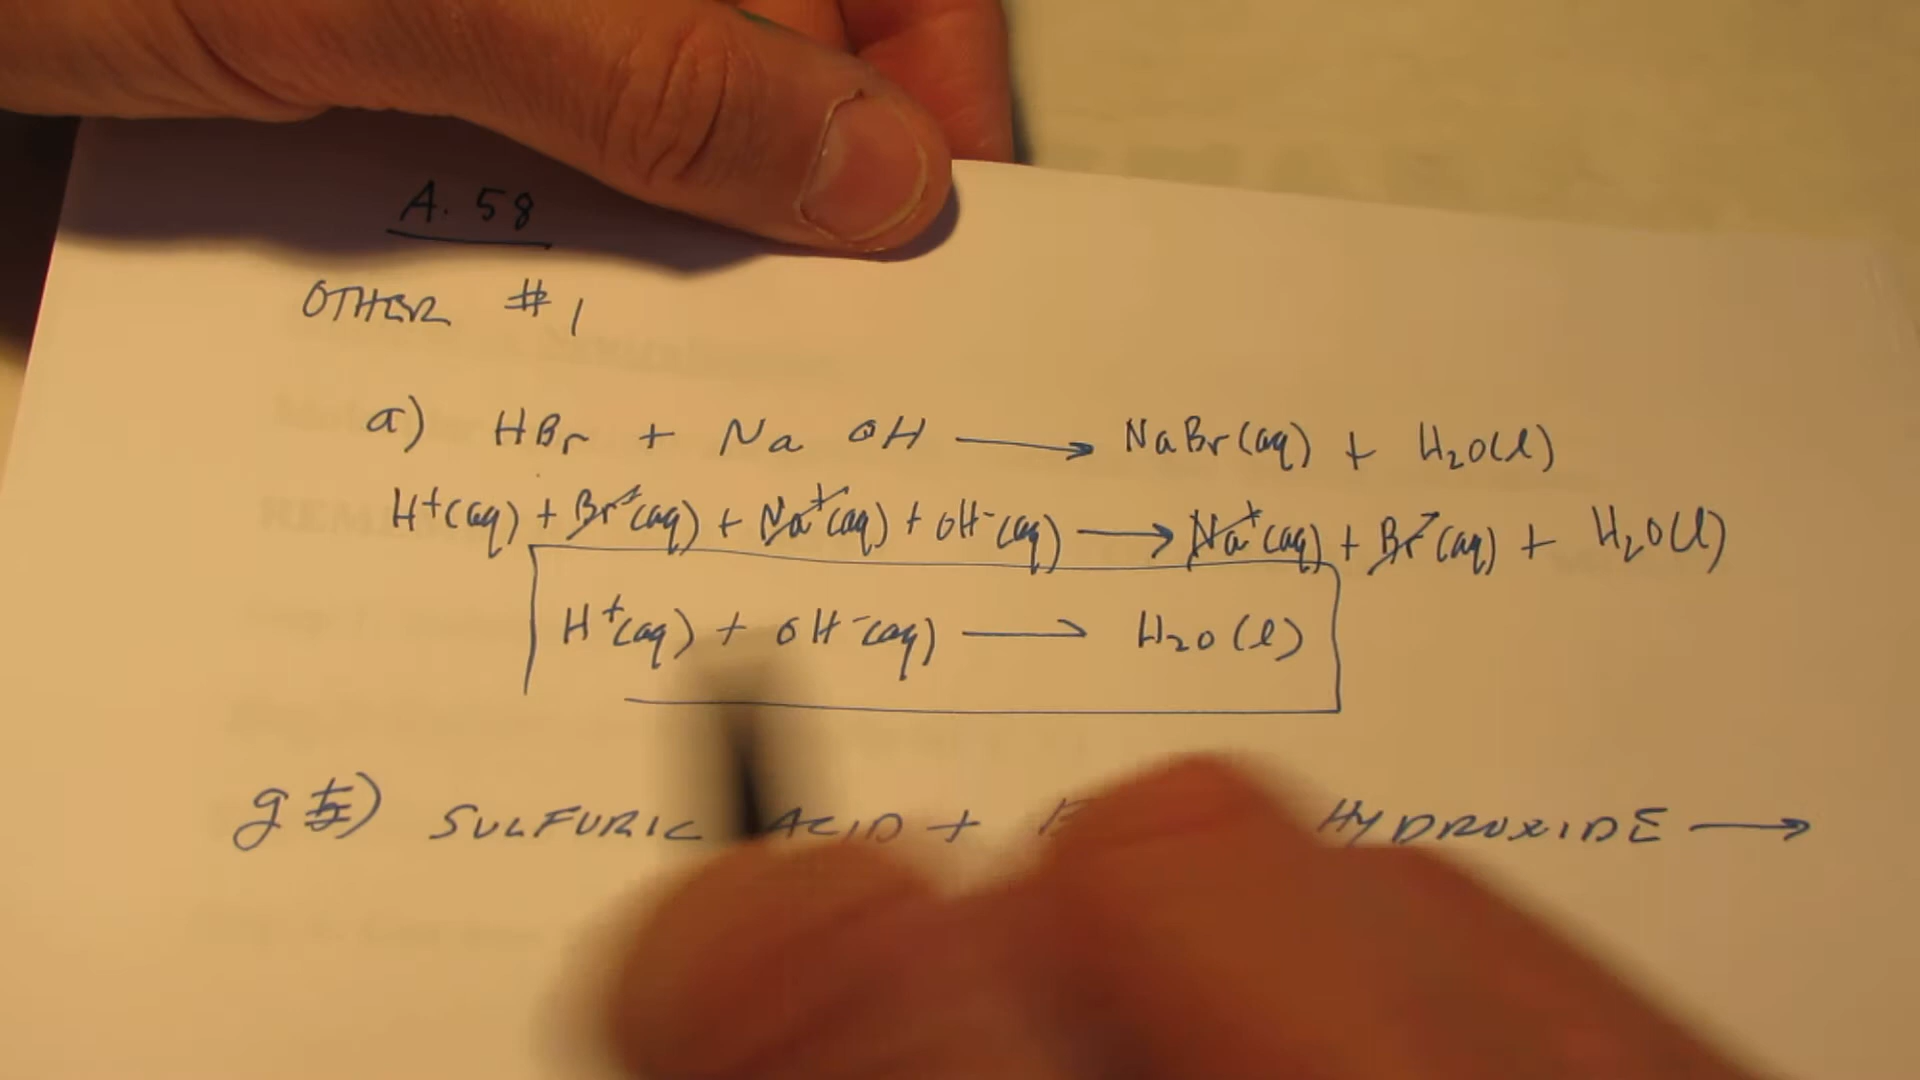 A. 58
OTHER #1
a) HBr + NaOH ⟶ NaBr(aq) + H₂O(l)
H⁺(aq) + Br⁻(aq) + Na⁺(aq) + OH⁻(aq) ⟶ Na⁺(aq) + Br⁻(aq) + H₂O(l)
H⁺(aq) + OH⁻(aq) ⟶ H₂O(l)
g) SULFURIC ACID + HYDROXIDE ⟶